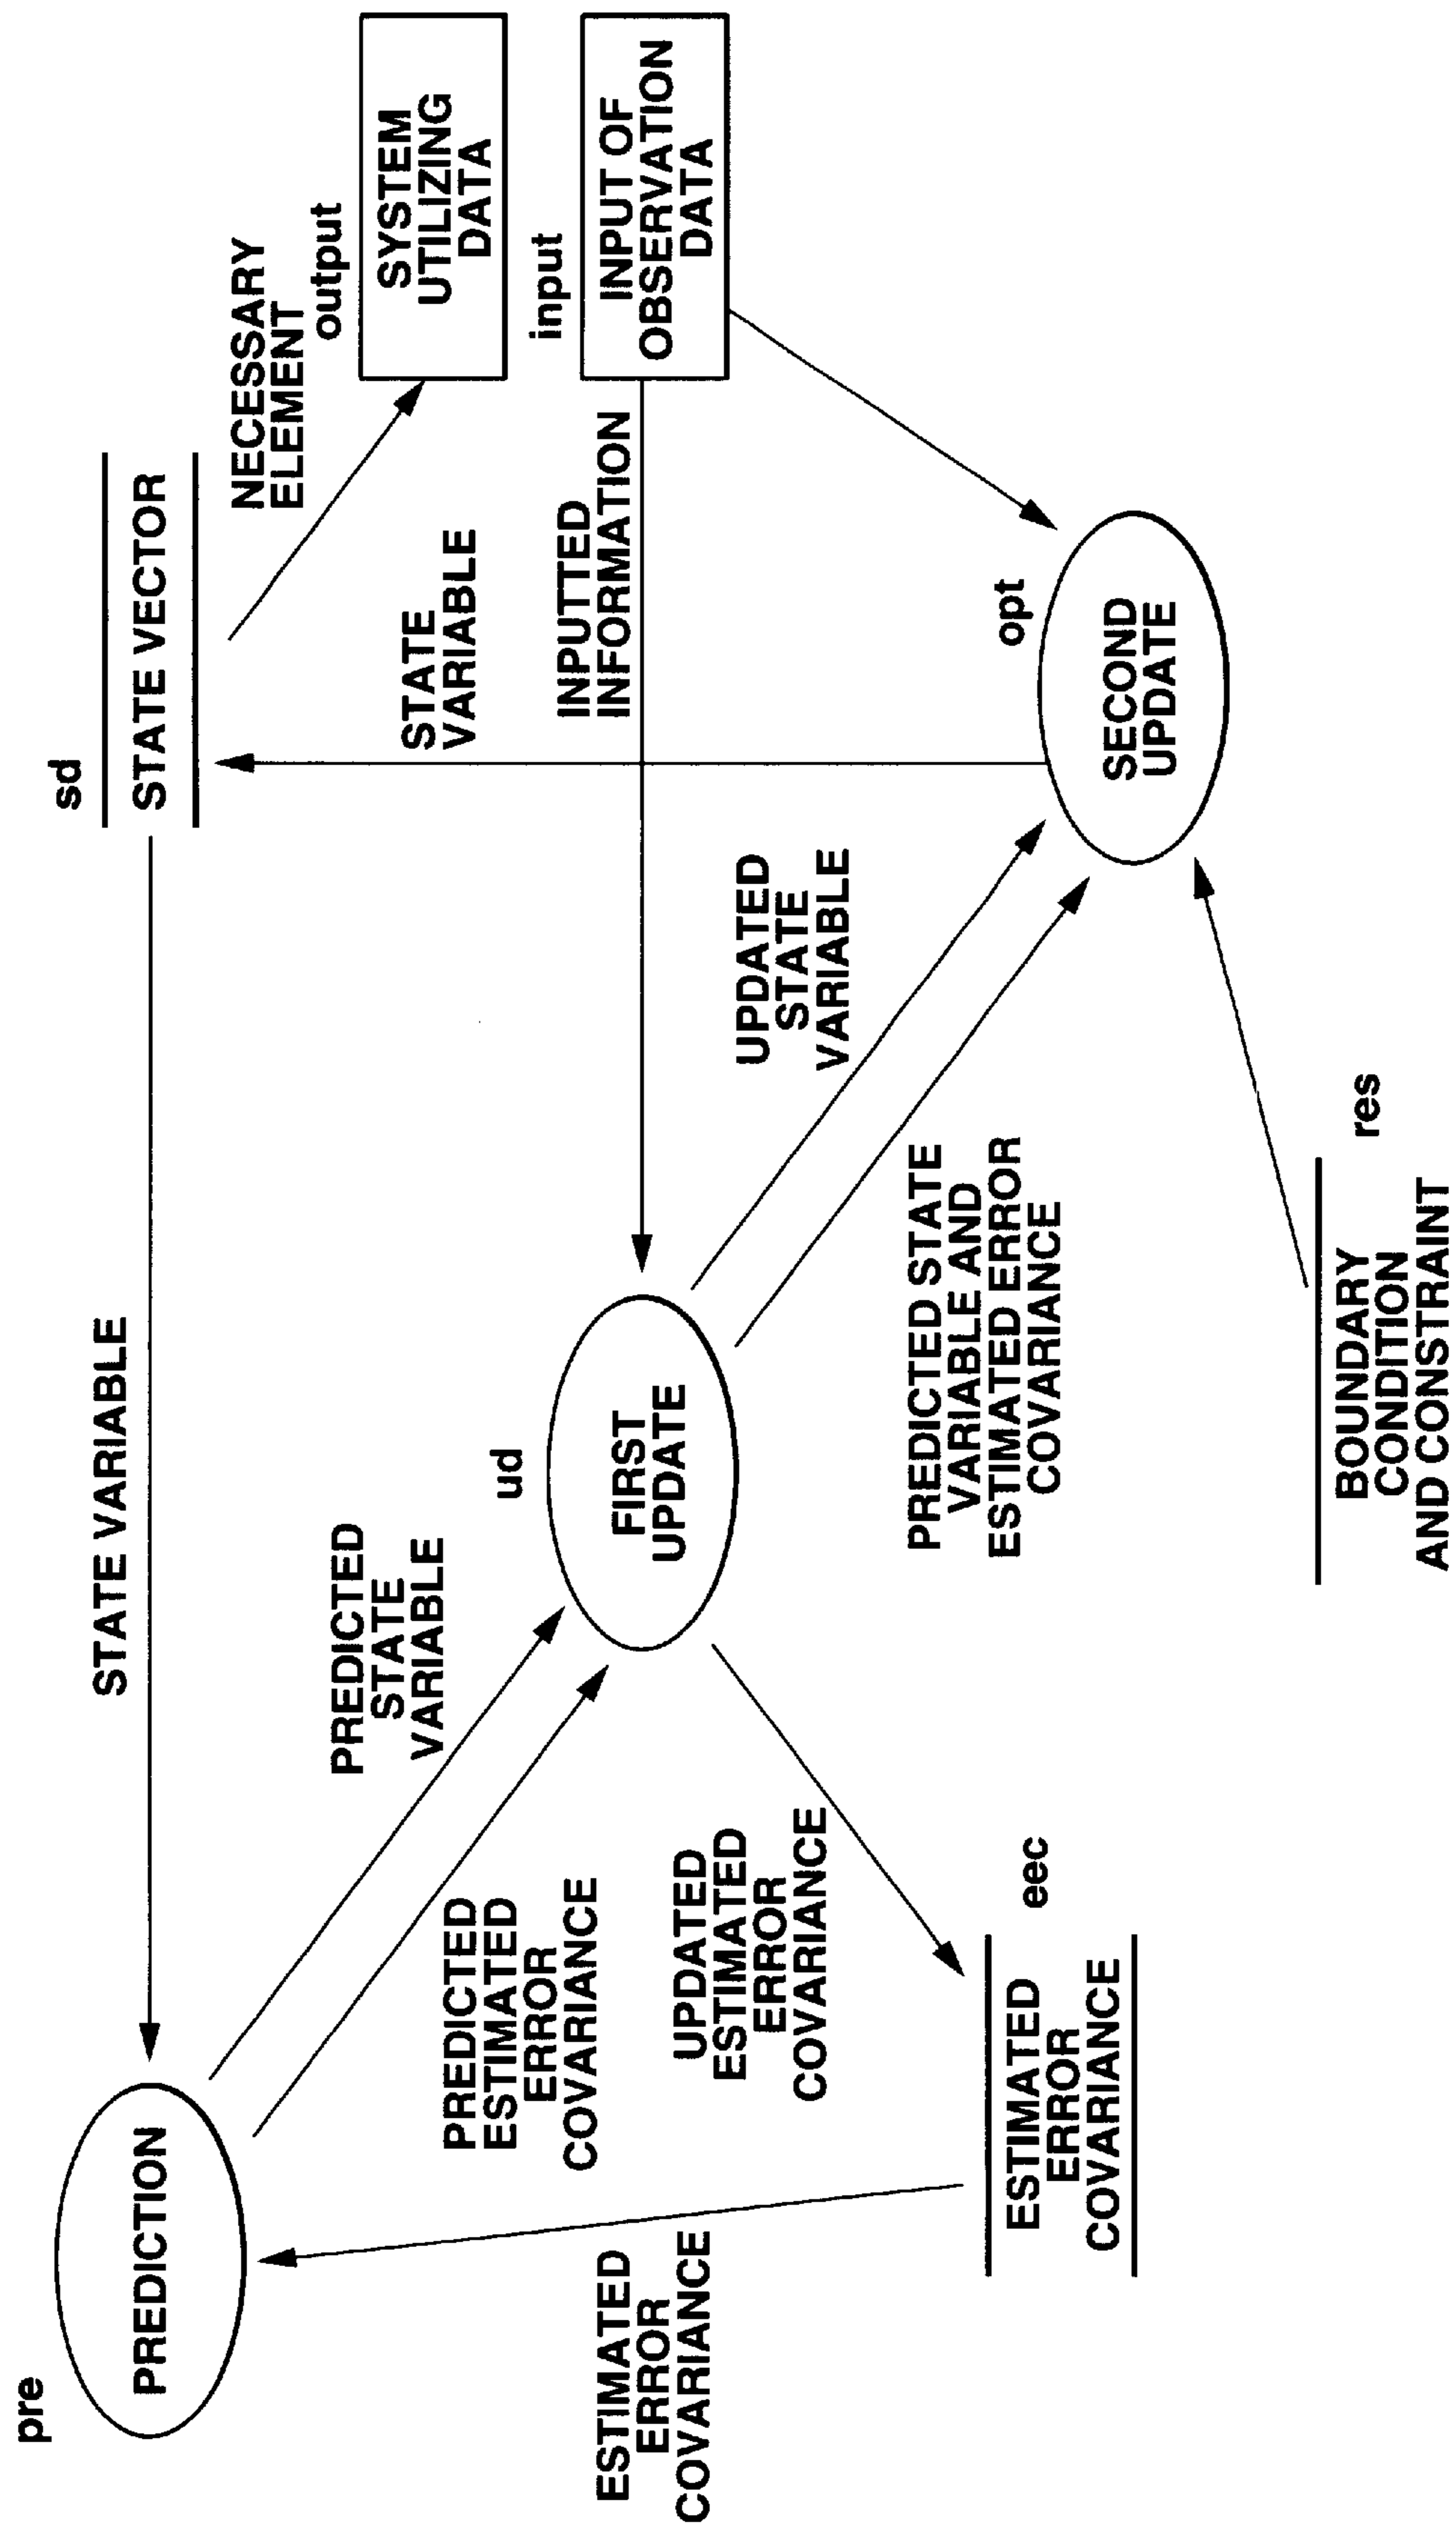 pre
PREDICTION
STATE VARIABLE
sd
STATE VECTOR
NECESSARY
ELEMENT
output
SYSTEM
UTILIZING
DATA
PREDICTED
STATE
VARIABLE
STATE
VARIABLE
PREDICTED
ESTIMATED
ERROR
COVARIANCE
ud
FIRST
UPDATE
INPUTTED
INFORMATION
input
INPUT OF
OBSERVATION
DATA
ESTIMATED
ERROR
COVARIANCE
UPDATED
ESTIMATED
ERROR
COVARIANCE
UPDATED
STATE
VARIABLE
PREDICTED STATE
VARIABLE AND
ESTIMATED ERROR
COVARIANCE
opt
SECOND
UPDATE
eec
ESTIMATED
ERROR
COVARIANCE
res
BOUNDARY
CONDITION
AND CONSTRAINT